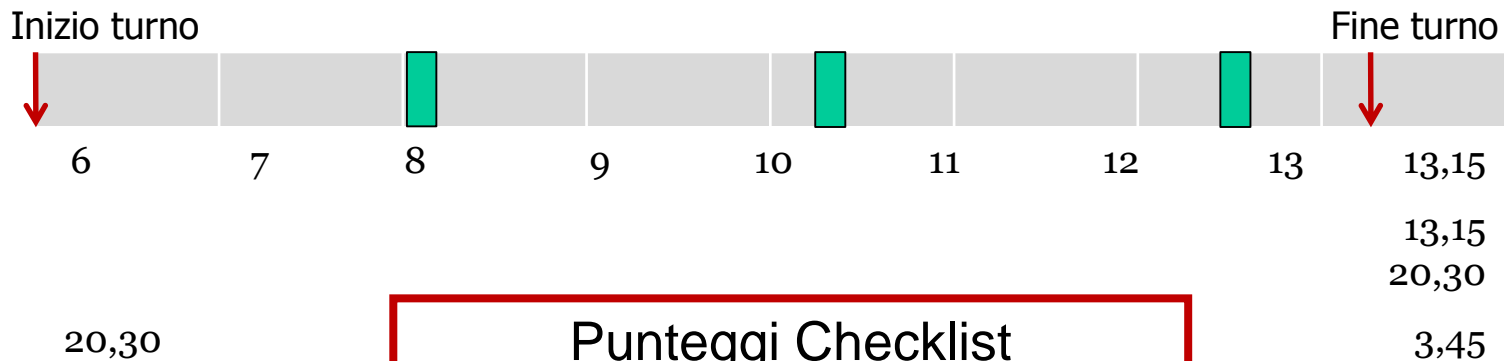 Inizio turno Fine turno
6 7 8 9 10 11 12 13 13,15
13,15
20,30
20,30 Punteggi Checklist 3,45